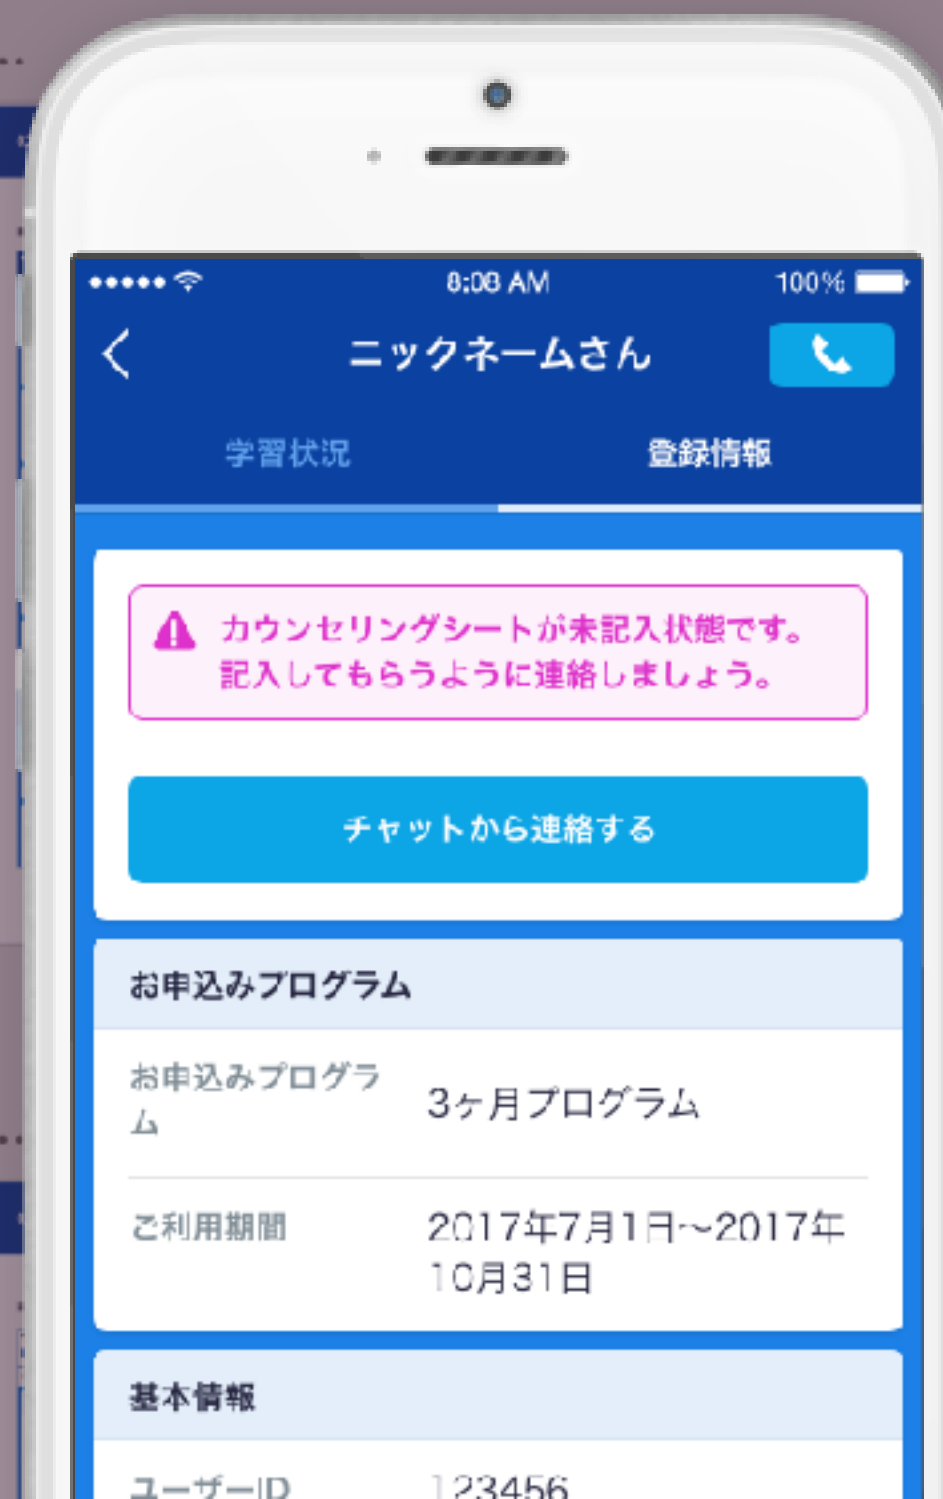 8:08 AM
100%
ニックネームさん
学習状況
登録情報
カウンセリングシートが未記入状態です。
記入してもらうように連絡しましょう。
チャットから連絡する
お申込みプログラム
お申込みプログラ
ム
3ヶ月プログラム
ご利用期間
2017年7月1日〜2017年
10月31日
基本情報
ユーザーID
123456